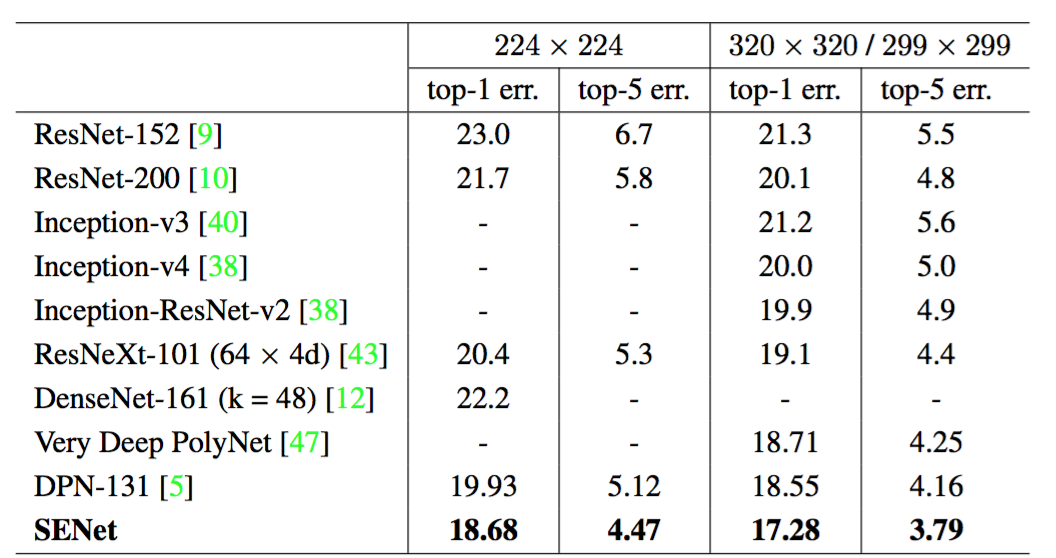 224 × 224 320 × 320 / 299 × 299
top-1 err. top-5 err. top-1 err. top-5 err.
ResNet-152 [9] 23.0 6.7 21.3 5.5
ResNet-200 [10] 21.7 5.8 20.1 4.8
Inception-v3 [40] - - 21.2 5.6
Inception-v4 [38] - - 20.0 5.0
Inception-ResNet-v2 [38] - - 19.9 4.9
ResNeXt-101 (64 × 4d) [43] 20.4 5.3 19.1 4.4
DenseNet-161 (k = 48) [12] 22.2 - - -
Very Deep PolyNet [47] - - 18.71 4.25
DPN-131 [5] 19.93 5.12 18.55 4.16
SENet 18.68 4.47 17.28 3.79